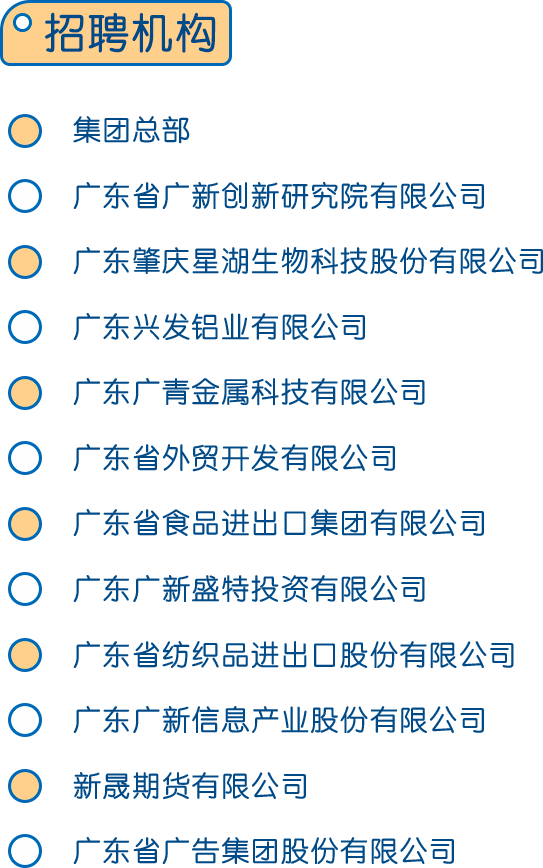 招聘机构
集团总部
广东省广新创新研究院有限公司
广东肇庆星湖生物科技股份有限公司
广东兴发铝业有限公司
广东广青金属科技有限公司
广东省外贸开发有限公司
广东省食品进出口集团有限公司
广东广新盛特投资有限公司
广东省纺织品进出口股份有限公司
广东广新信息产业股份有限公司
新晟期货有限公司
广东省广告集团股份有限公司